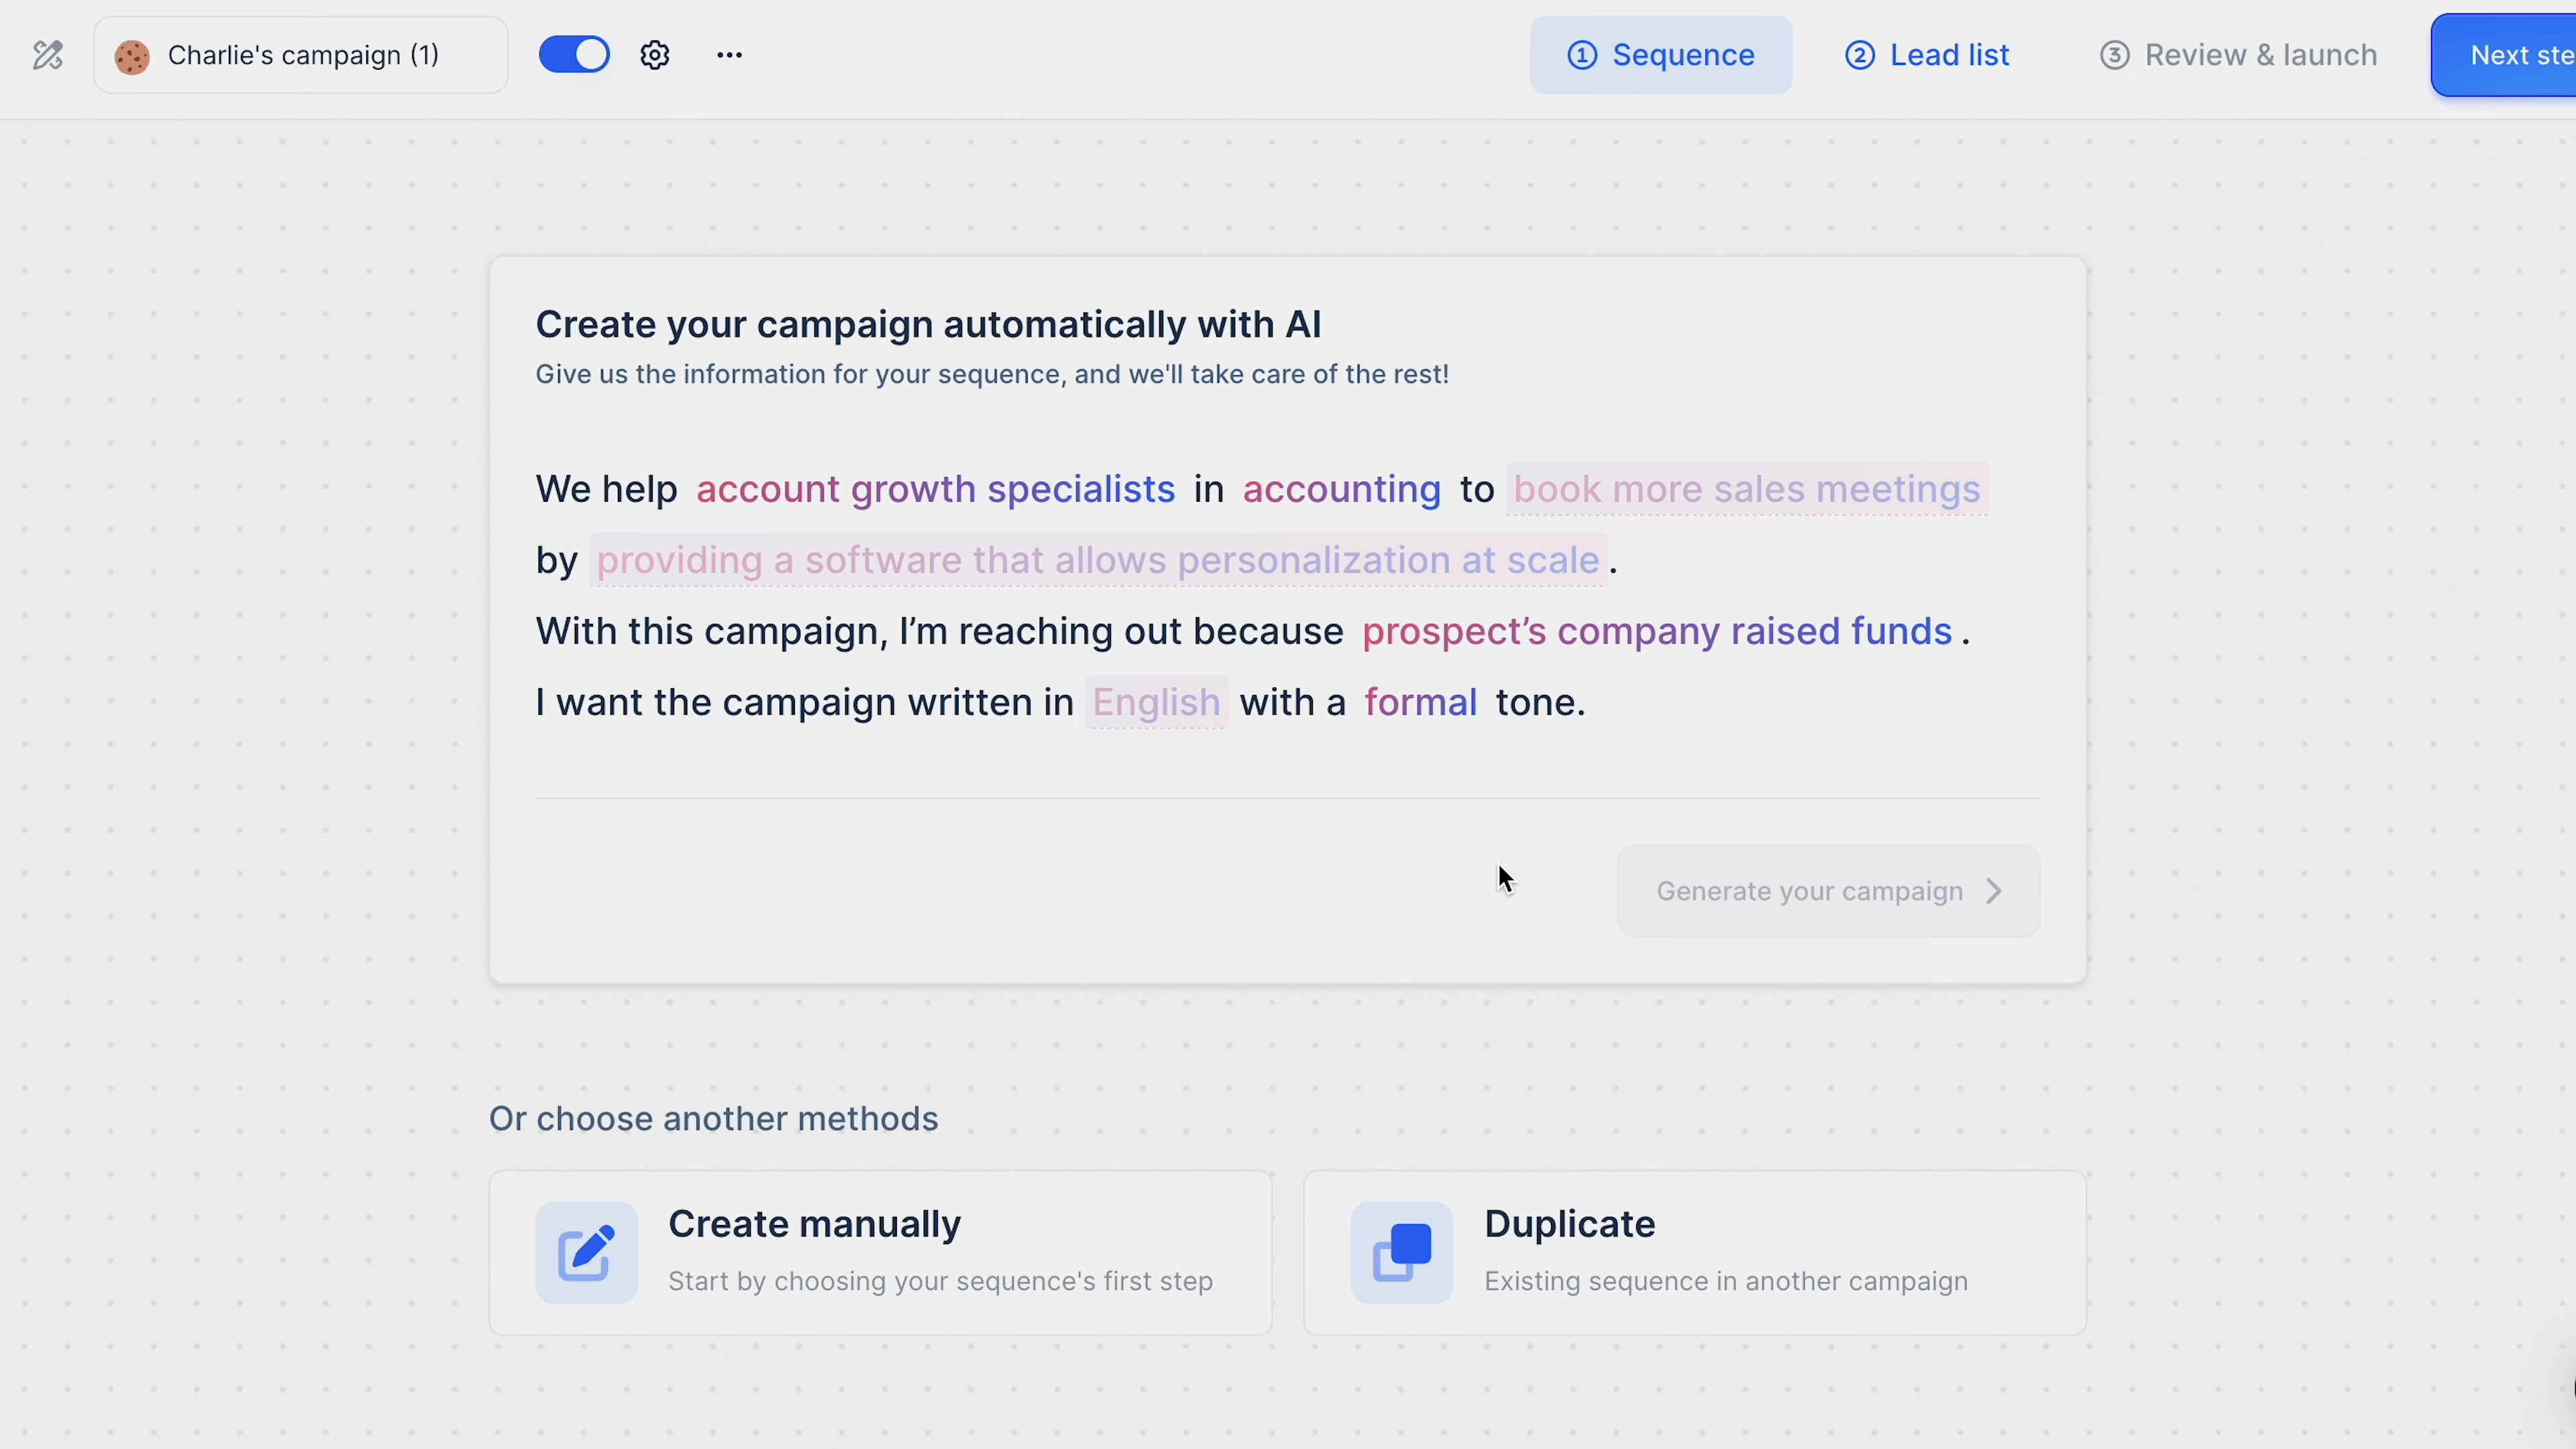 Charlie's campaign (1)
1 Sequence
2 Lead list
3 Review & launch
Next ste
Create your campaign automatically with AI
Give us the information for your sequence, and we'll take care of the rest!
We help account growth specialists in accounting to book more sales meetings
by providing a software that allows personalization at scale.
With this campaign, I’m reaching out because prospect’s company raised funds.
I want the campaign written in English with a formal tone.
Generate your campaign
Or choose another methods
Create manually
Start by choosing your sequence's first step
Duplicate
Existing sequence in another campaign